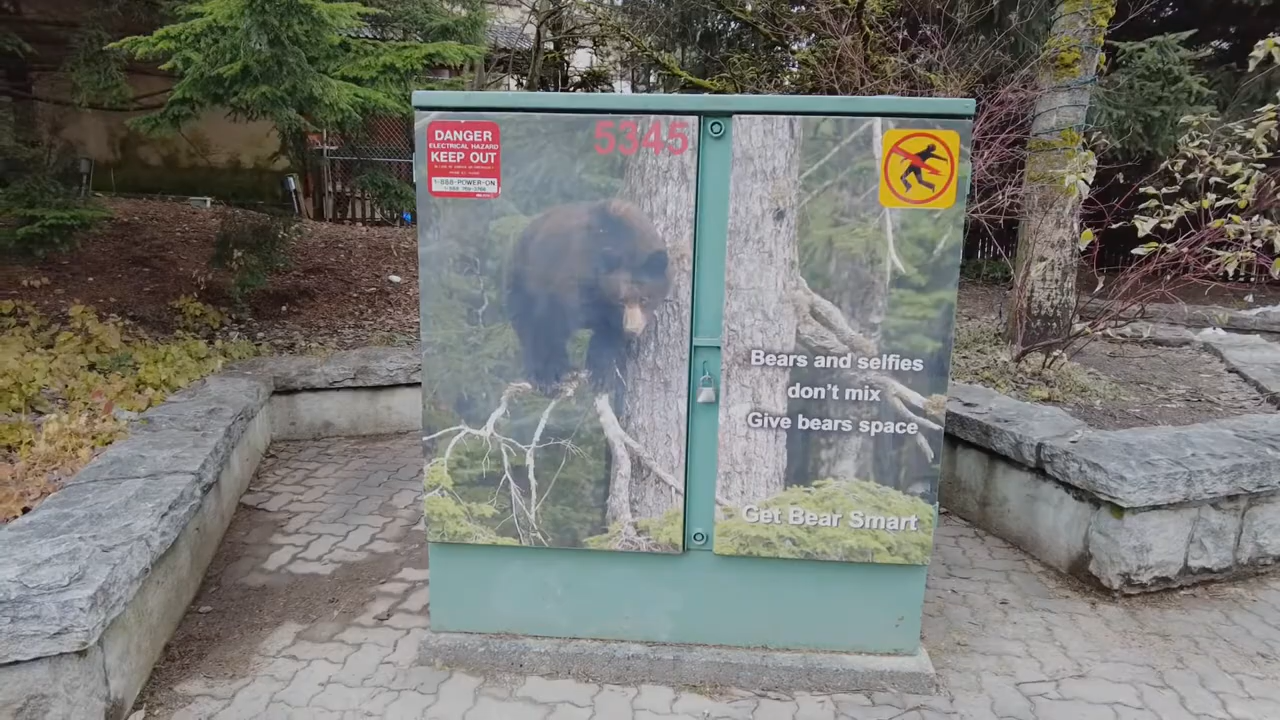 DANGER
ELECTRICAL HAZARD
KEEP OUT
1-888-POWER-ON
5345
Bears and selfies
don't mix
Give bears space
Get Bear Smart